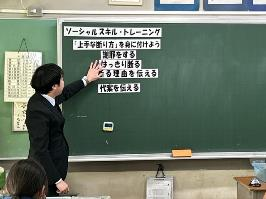 ソーシャルスキル・トレーニング
「上手な断り方」を身に付けよう
謝罪をする
はっきり断る
る理由を伝える
代案を伝える